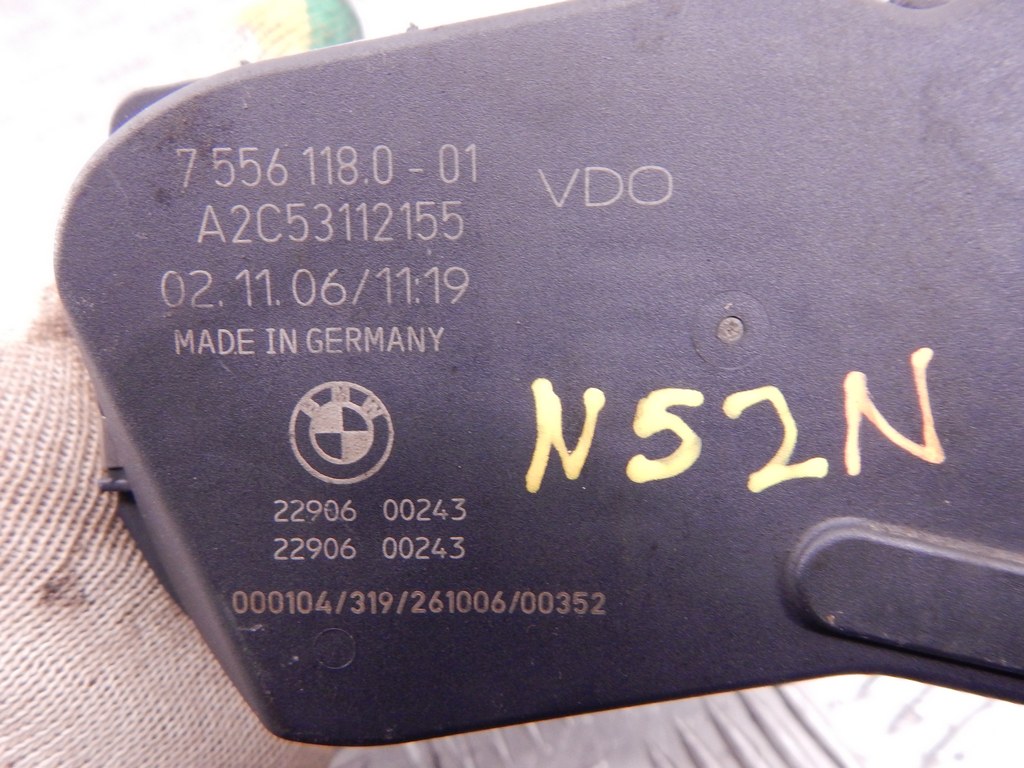 7 556 118.0 - 01
VDO
A2C53112155
02.11.06/11:19
MADE IN GERMANY
BMW
N52N
22906 00243
22906 00243
000104/319/261006/00352